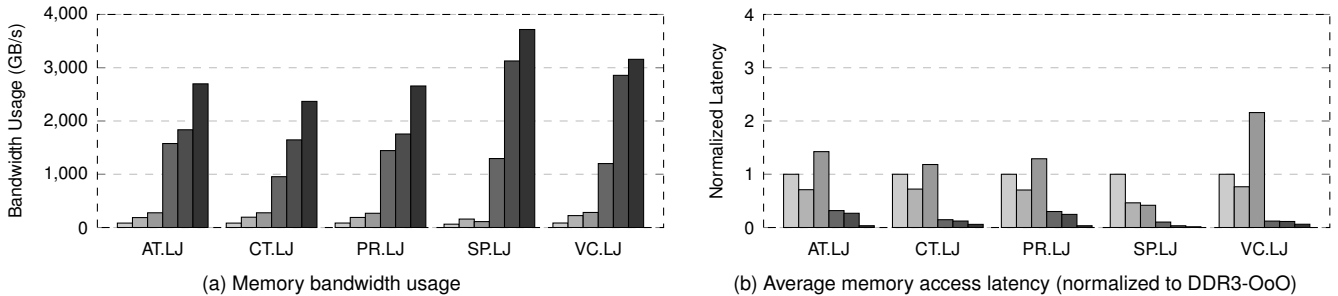 4,000
3,000
2,000
1,000
0
Bandwidth Usage (GB/s)
AT.LJ CT.LJ PR.LJ SP.LJ VC.LJ
(a) Memory bandwidth usage
4
3
2
1
0
Normalized Latency
AT.LJ CT.LJ PR.LJ SP.LJ VC.LJ
(b) Average memory access latency (normalized to DDR3-OoO)